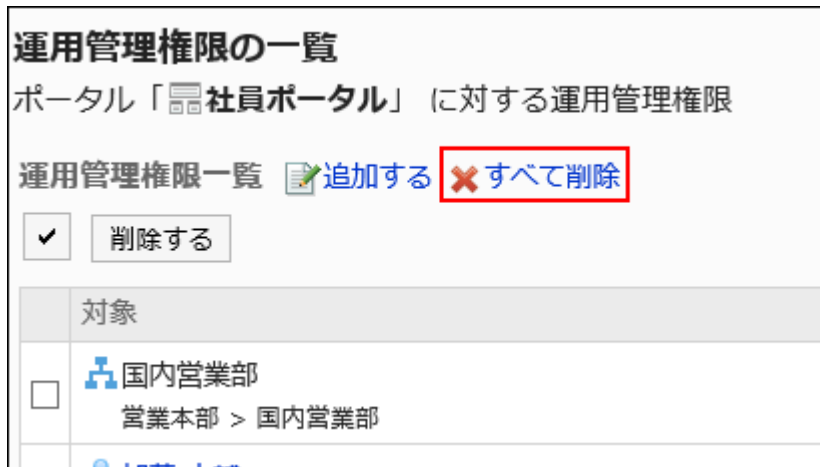 運用管理権限の一覧
ポータル「社員ポータル」 に対する運用管理権限
運用管理権限一覧 追加する すべて削除
削除する
対象
国内営業部
営業本部 > 国内営業部